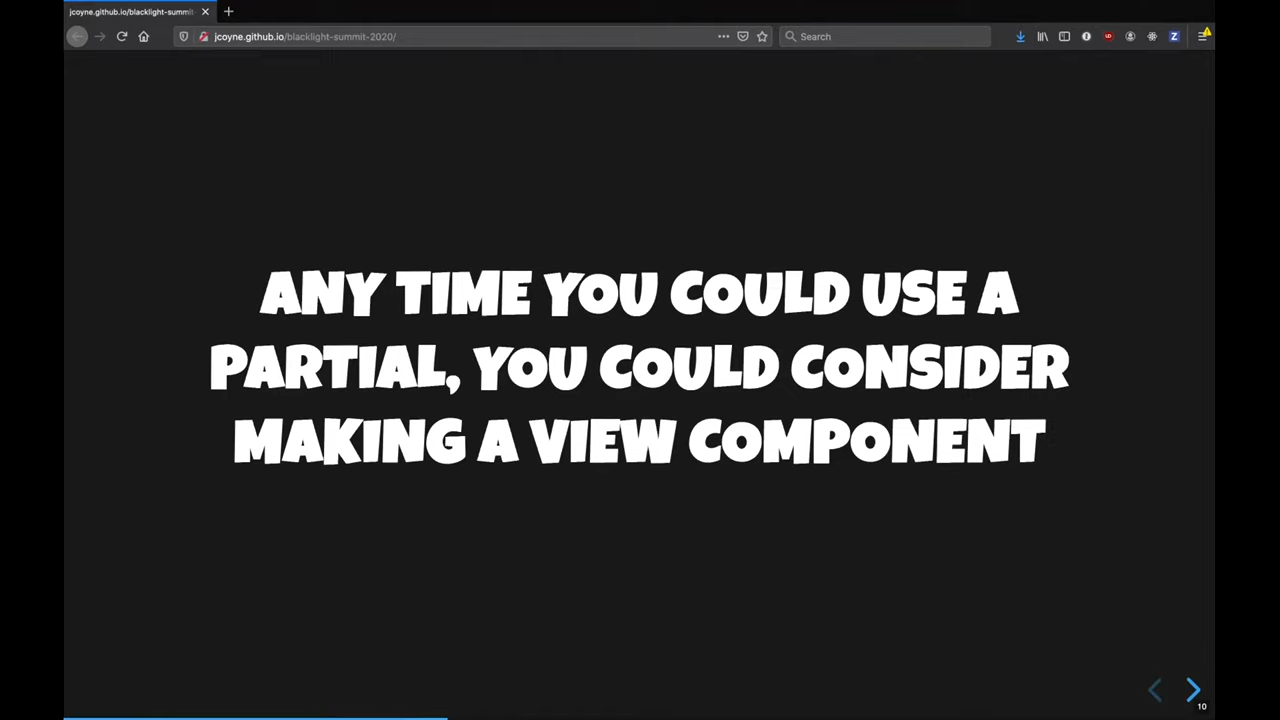 jcoyne.github.io/blacklight-summit-
jcoyne.github.io/blacklight-summit-2020/
Search
ANY TIME YOU COULD USE A
PARTIAL, YOU COULD CONSIDER
MAKING A VIEW COMPONENT
10